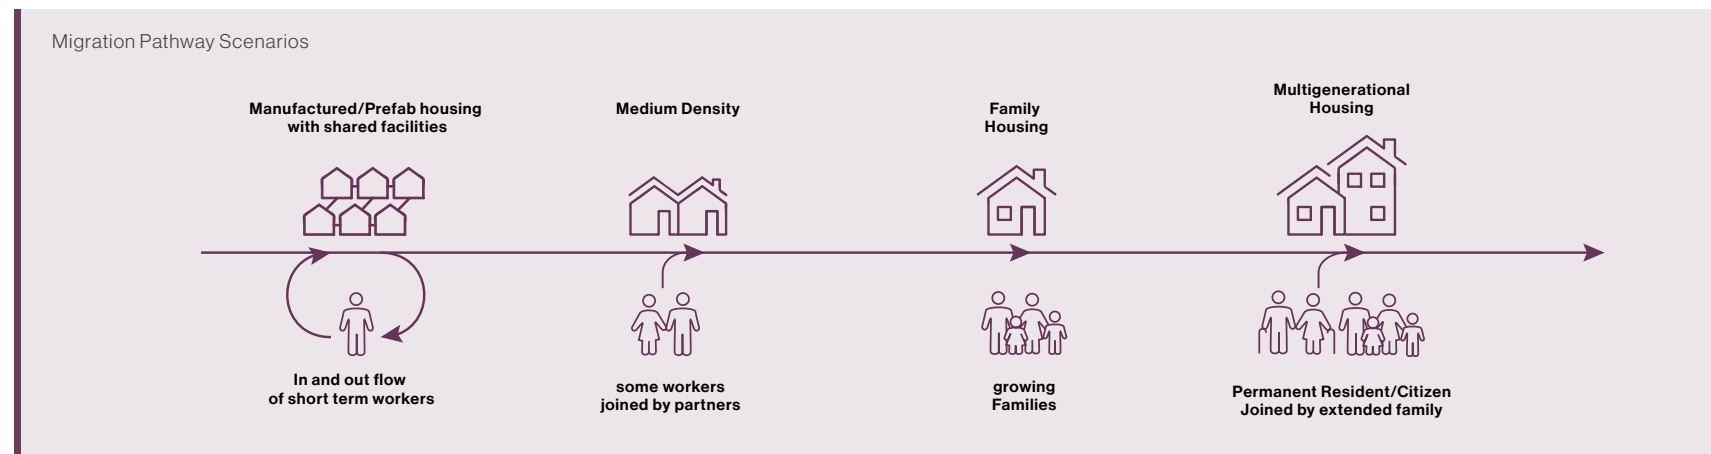 Migration Pathway Scenarios
Manufactured/Prefab housing
with shared facilities
Medium Density
Family
Housing
Multigenerational
Housing
In and out flow
of short term workers
some workers
joined by partners
growing
Families
Permanent Resident/Citizen
Joined by extended family